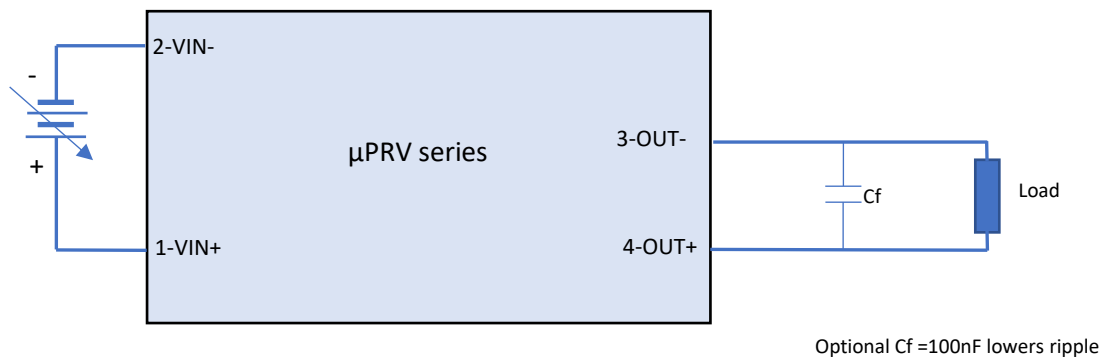 2-VIN-
-
3-OUT-
µPRV series
+
Cf
Load
1-VIN+
4-OUT+
Optional Cf =100nF lowers ripple